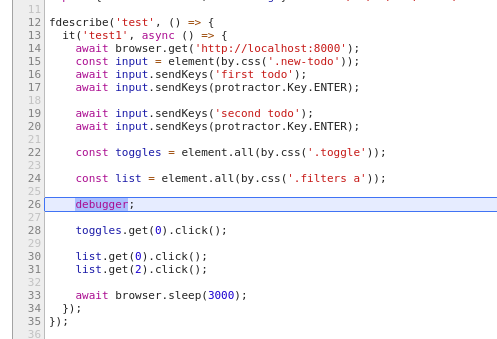 11
12 fdescribe('test', () => {
13   it('test1', async () => {
14     await browser.get('http://localhost:8000');
15     const input = element(by.css('.new-todo'));
16     await input.sendKeys('first todo');
17     await input.sendKeys(protractor.Key.ENTER);
18
19     await input.sendKeys('second todo');
20     await input.sendKeys(protractor.Key.ENTER);
21
22     const toggles = element.all(by.css('.toggle'));
23
24     const list = element.all(by.css('.filters a'));
25
26     debugger;
27
28     toggles.get(0).click();
29
30     list.get(0).click();
31     list.get(2).click();
32
33     await browser.sleep(3000);
34   });
35 });
36